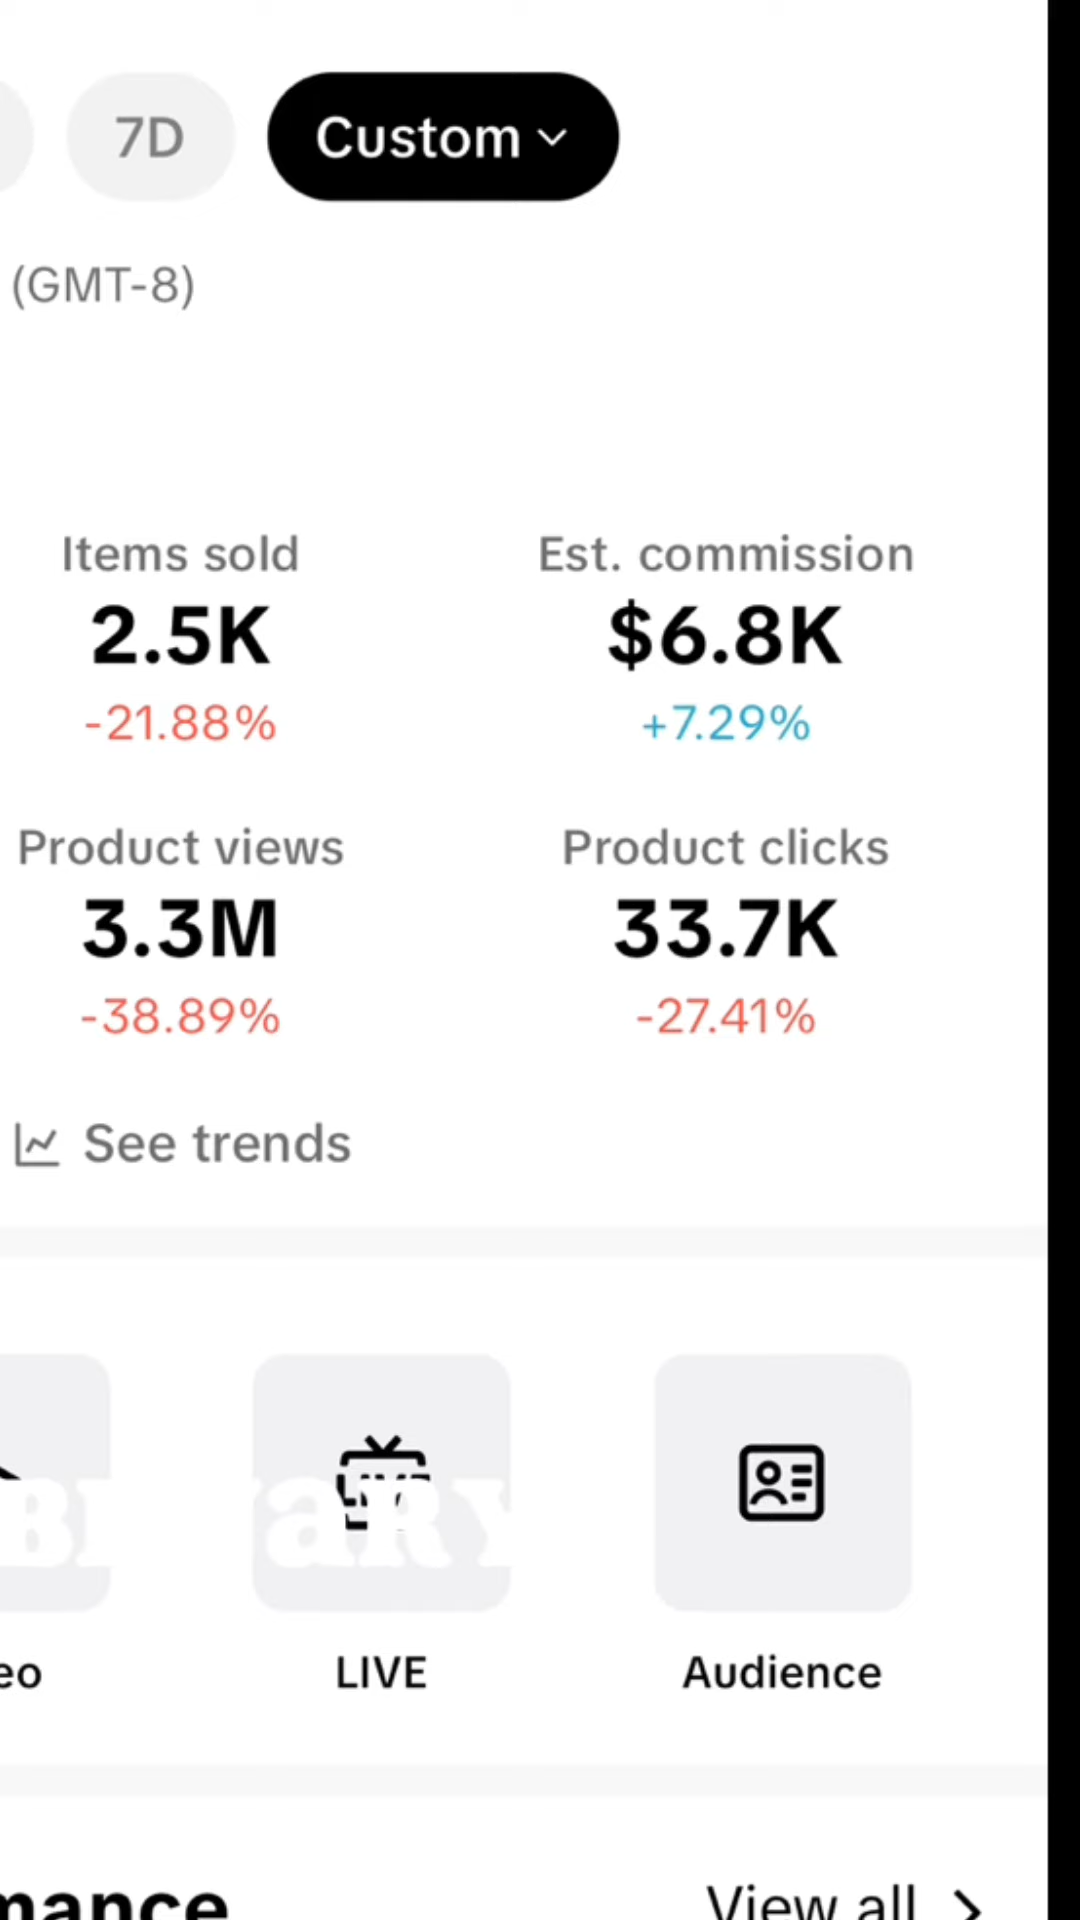 7D
Custom
(GMT-8)
Items sold
Est. commission
2.5K
$6.8K
-21.88%
+7.29%
Product views
Product clicks
3.3M
33.7K
-38.89%
-27.41%
See trends
LIVE
Audience
View all